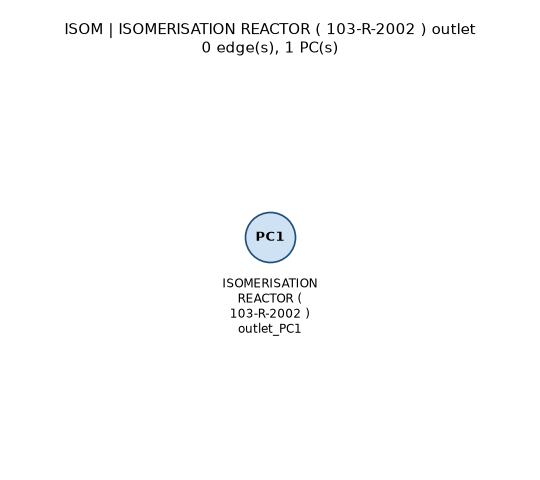 ISOM | ISOMERISATION REACTOR ( 103-R-2002 ) outlet
0 edge(s), 1 PC(s)
PC1
ISOMERISATION
REACTOR (
103-R-2002 )
outlet_PC1